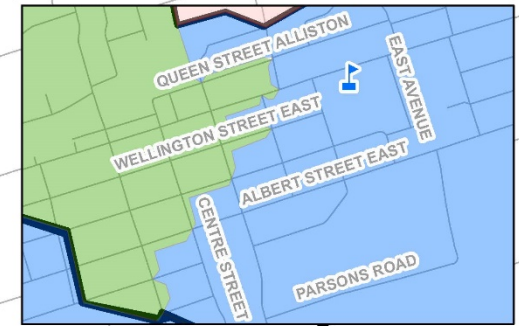 QUEEN STREET ALLISTON
EAST AVENUE
WELLINGTON STREET EAST
ALBERT STREET EAST
CENTRE STREET
PARSONS ROAD